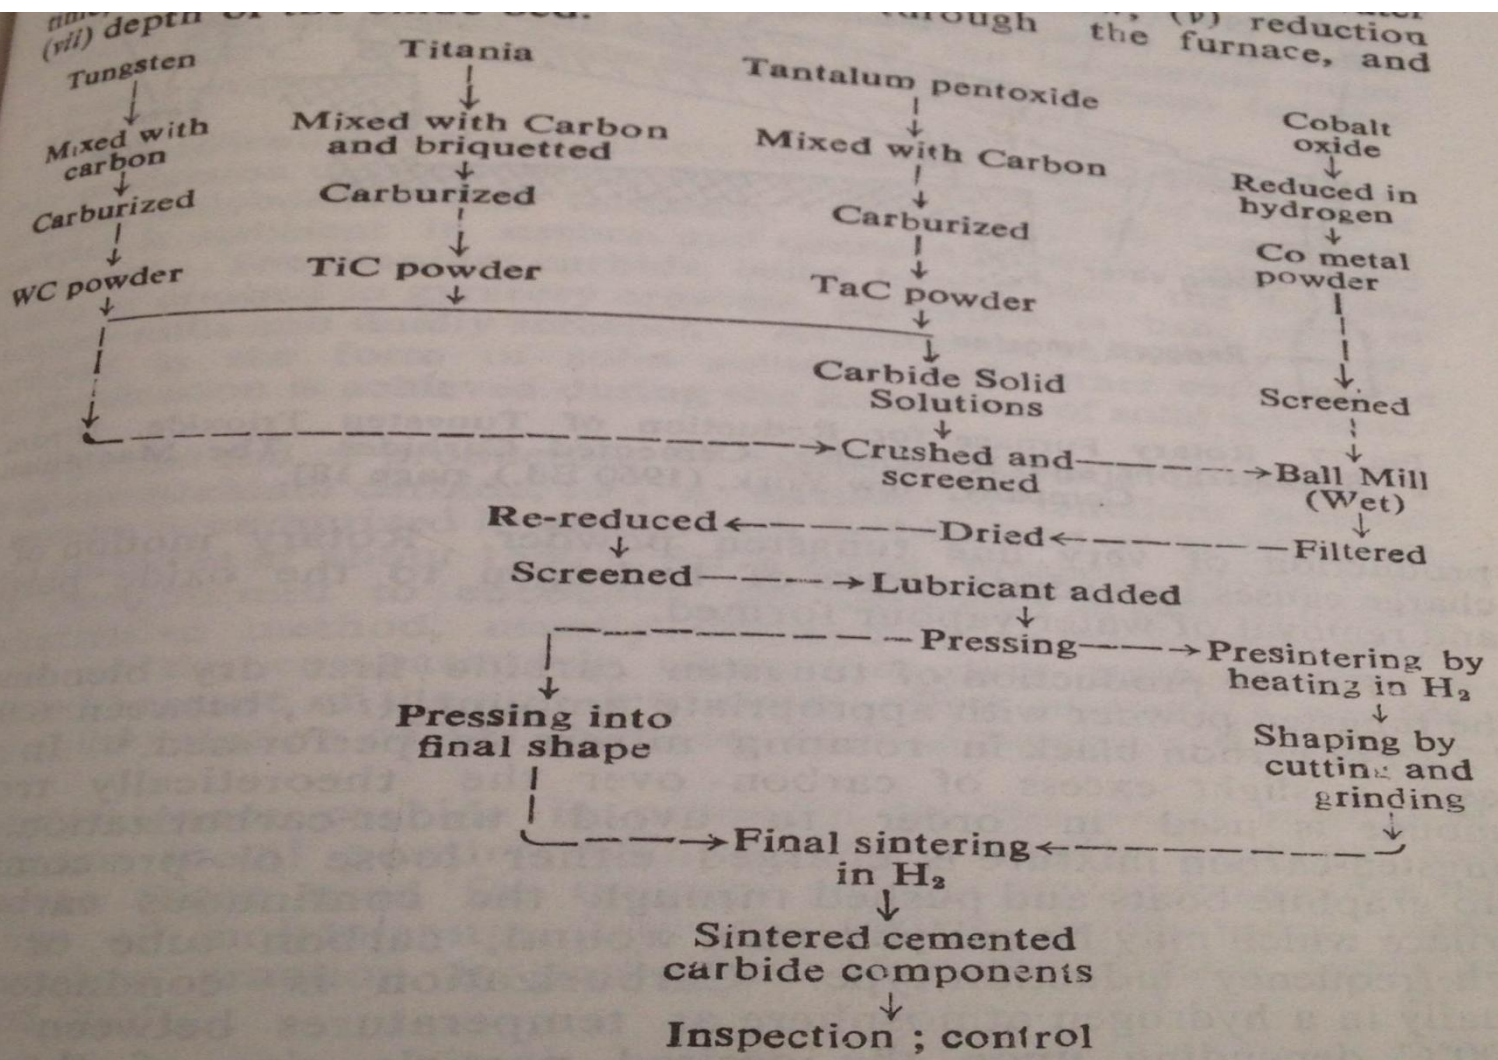 (vii) depth of the oxide bed.
(v) reduction
through the furnace, and
Tungsten
Mixed with
carbon
Carburized
WC powder
Titania
Mixed with Carbon
and briquetted
Carburized
TiC powder
Tantalum pentoxide
Mixed with Carbon
Carburized
TaC powder
Carbide Solid
Solutions
Cobalt
oxide
Reduced in
hydrogen
Co metal
powder
Screened
Crushed and
screened
Ball Mill
(Wet)
Re-reduced
Dried
Filtered
Screened
Lubricant added
Pressing
Presintering by
heating in H₂
Pressing into
final shape
Shaping by
cutting and
grinding
Final sintering
in H₂
Sintered cemented
carbide components
Inspection ; control